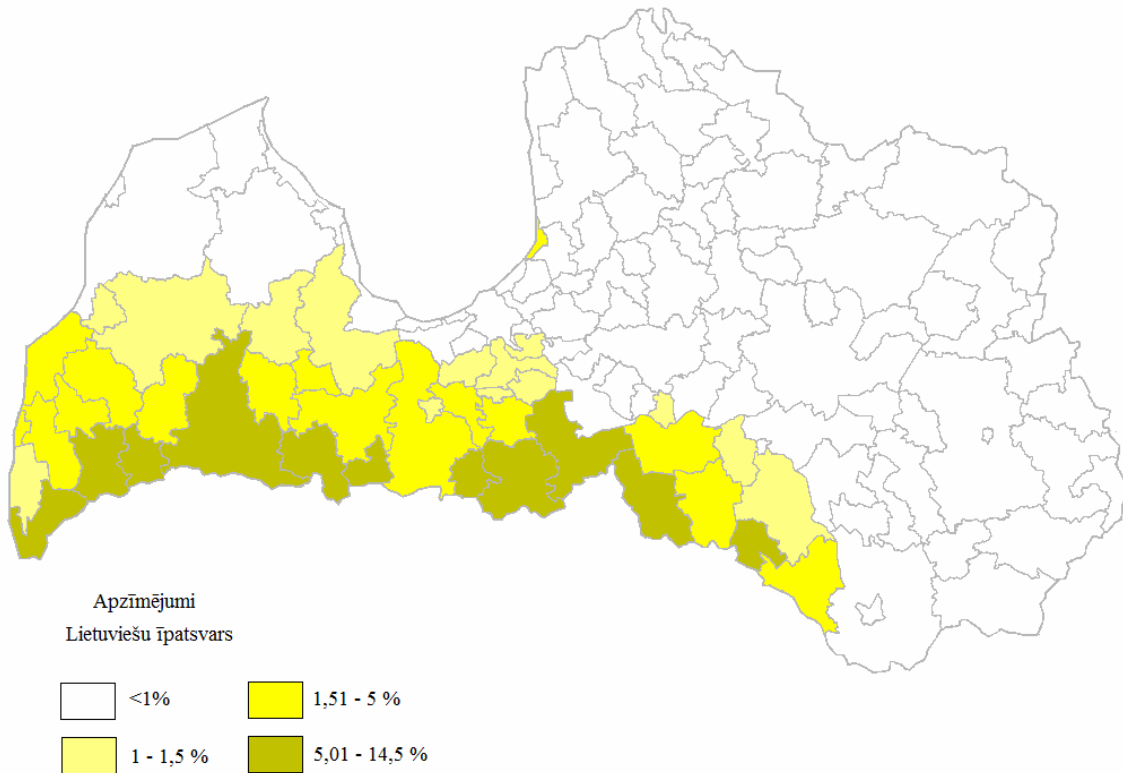 Apzīmējumi
Lietuviešu īpatsvars
<1%
1,51 - 5 %
1 - 1,5 %
5,01 - 14,5 %